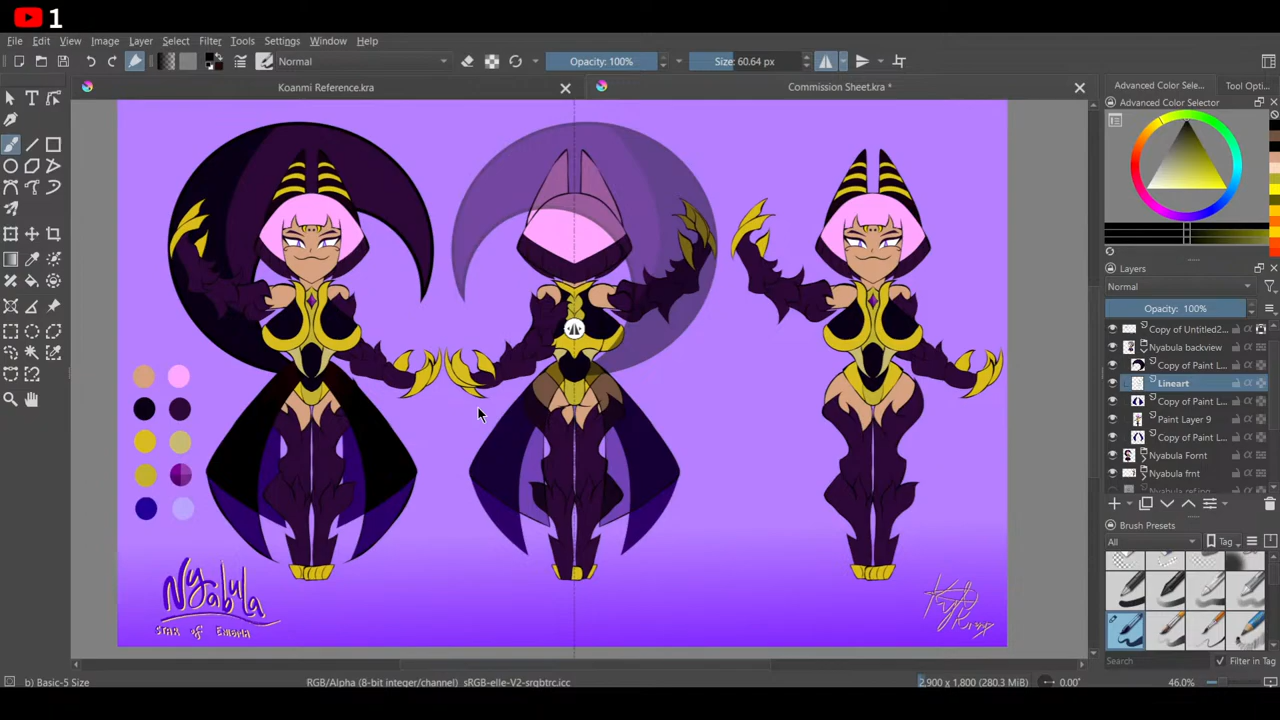 1
File Edit View Image Layer Select Filter Tools Settings Window Help
Normal
Opacity: 100%
Size: 60.64 px
Koanmi Reference.kra
Commission Sheet.kra *
Advanced Color Sele...
Tool Opti...
Advanced Color Selector
Layers
Normal
Opacity: 100%
Copy of Untitled2...
Nyabula backview
Copy of Paint L...
Lineart
Copy of Paint L...
Paint Layer 9
Copy of Paint L...
Nyabula Fornt
Nyabula frnt
Nyabula ref.jng
Brush Presets
All
Tag
Search
Filter in Tag
Nyabula
Star of Enigma
b) Basic-5 Size
RGB/Alpha (8-bit integer/channel) sRGB-elle-V2-srgbtrc.icc
2,900 x 1,800 (280.3 MiB)
0.00°
46.0%